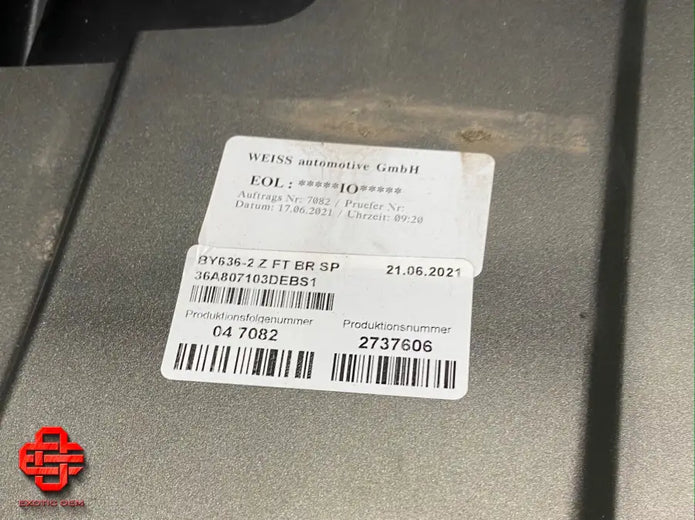 WEISS automotive GmbH
EOL : *****IO*****
Auftrags Nr: 7082 / Pruefer Nr:
Datum: 17.06.2021 / Uhrzeit: 09:20
BY636-2 Z FT BR SP 21.06.2021
36A807103DEBS1
Produktionsfolgenummer Produktionsnummer
04 7082 2737606
EXOTIC OEM